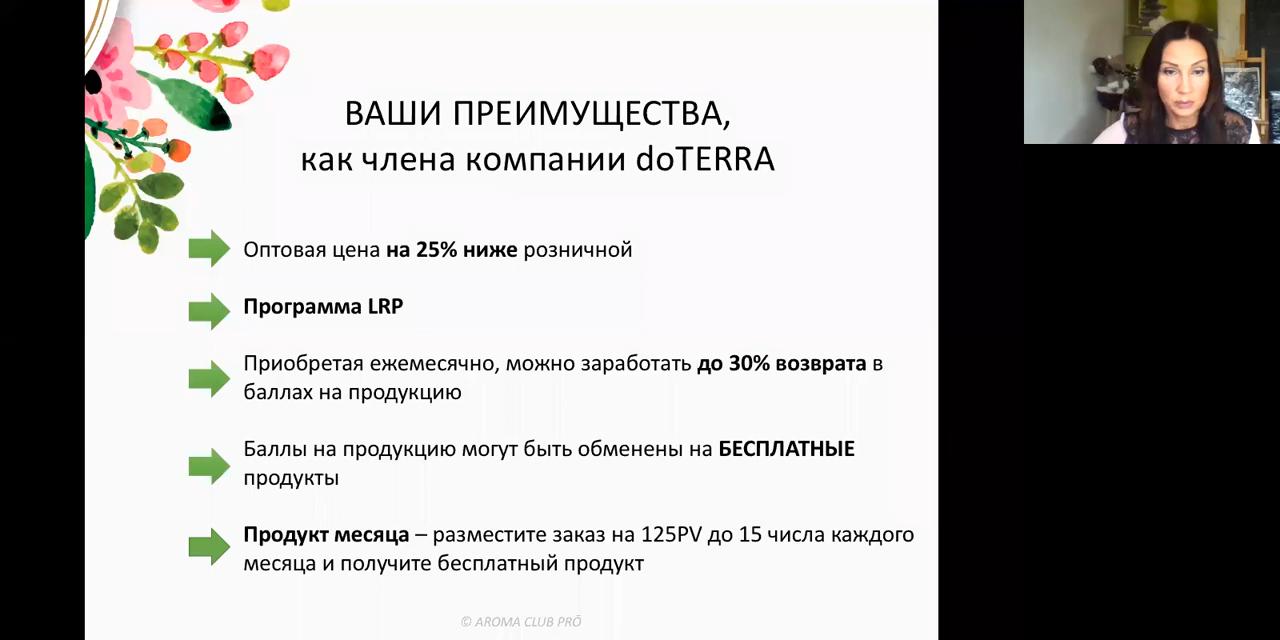 ВАШИ ПРЕИМУЩЕСТВА,
как члена компании doTERRA
Оптовая цена на 25% ниже розничной
Программа LRP
Приобретая ежемесячно, можно заработать до 30% возврата в
баллах на продукцию
Баллы на продукцию могут быть обменены на БЕСПЛАТНЫЕ
продукты
Продукт месяца – разместите заказ на 125PV до 15 числа каждого
месяца и получите бесплатный продукт
© AROMA CLUB PRŌ